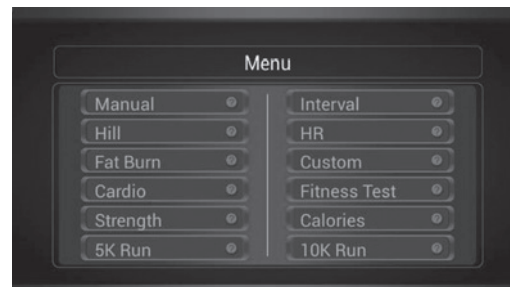 Menu
Manual
Hill
Fat Burn
Cardio
Strength
5K Run
Interval
HR
Custom
Fitness Test
Calories
10K Run